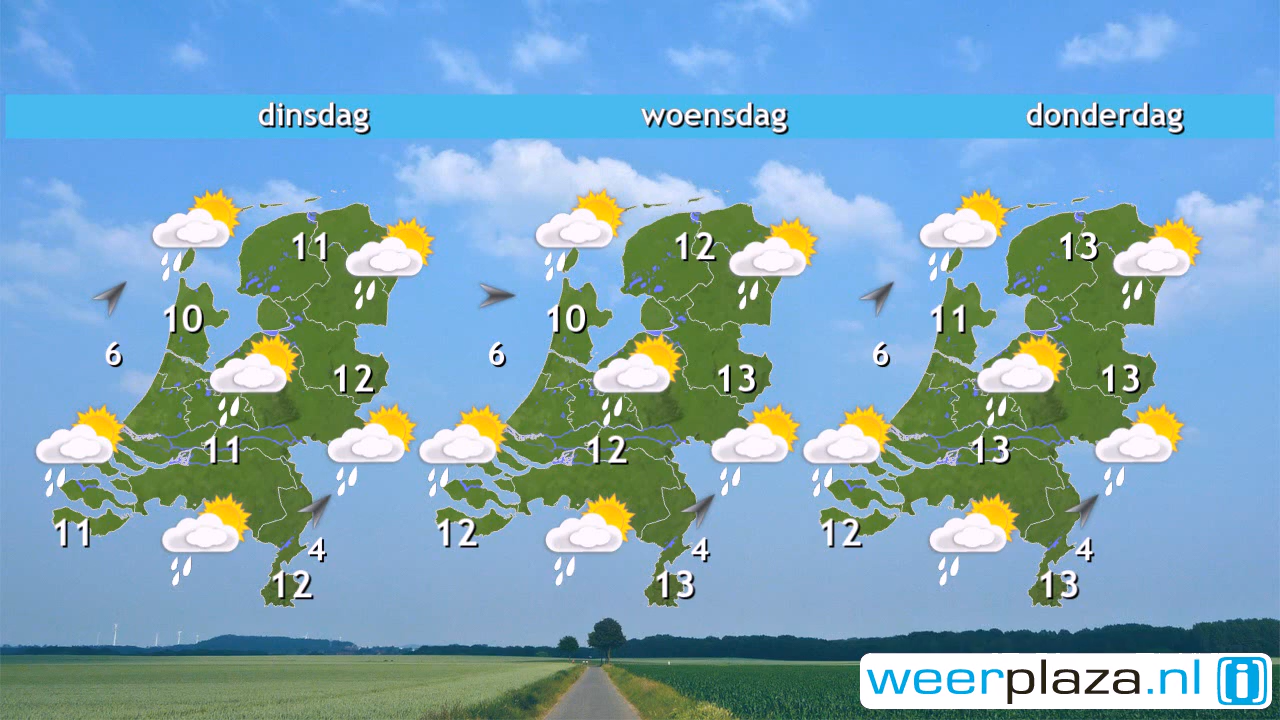 dinsdag woensdag donderdag
11 12 13
10 10 11
6 6 6
12 13 13
11 12 13
11 12 12
4 4 4
12 13 13
weerplaza.nl i